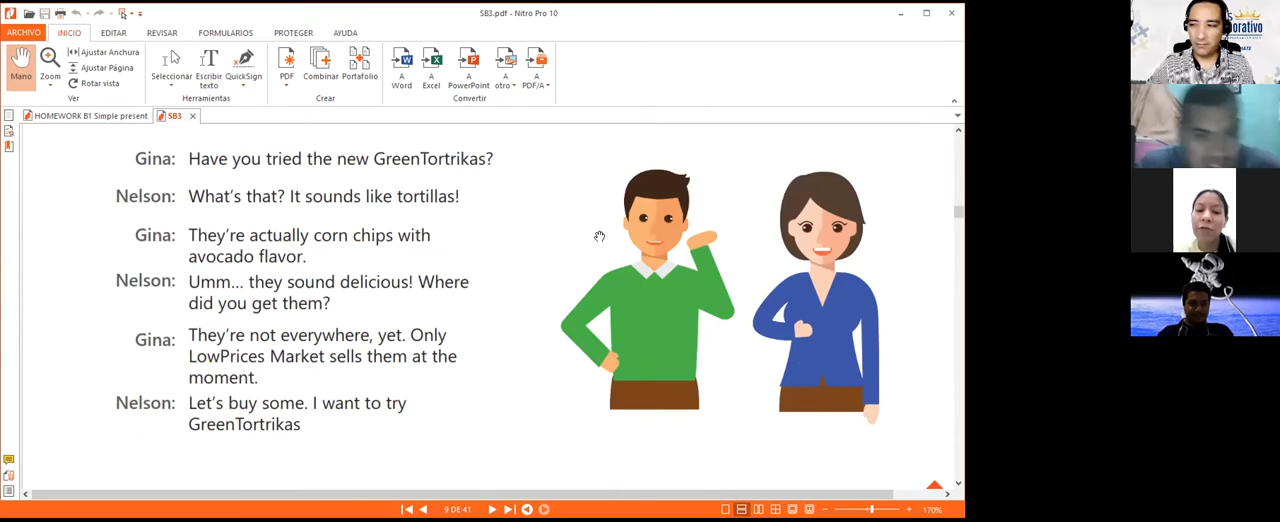 SB3.pdf - Nitro Pro 10
ARCHIVO INICIO EDITAR REVISAR FORMULARIOS PROTEGER AYUDA
Mano
Zoom
Ajustar Anchura
Ajustar Página
Rotar vista
Seleccionar
Escribir texto
QuickSign
PDF
Combinar
Portafolio
A Word
A Excel
A PowerPoint
A otro
A PDF/A
Ver Herramientas Crear Convertir
HOMEWORK B1 Simple present SB3
Gina: Have you tried the new GreenTortrikas?
Nelson: What's that? It sounds like tortillas!
Gina: They're actually corn chips with
avocado flavor.
Nelson: Umm... they sound delicious! Where
did you get them?
Gina: They're not everywhere, yet. Only
LowPrices Market sells them at the
moment.
Nelson: Let's buy some. I want to try
GreenTortrikas
9 DE 41
170%
orativo